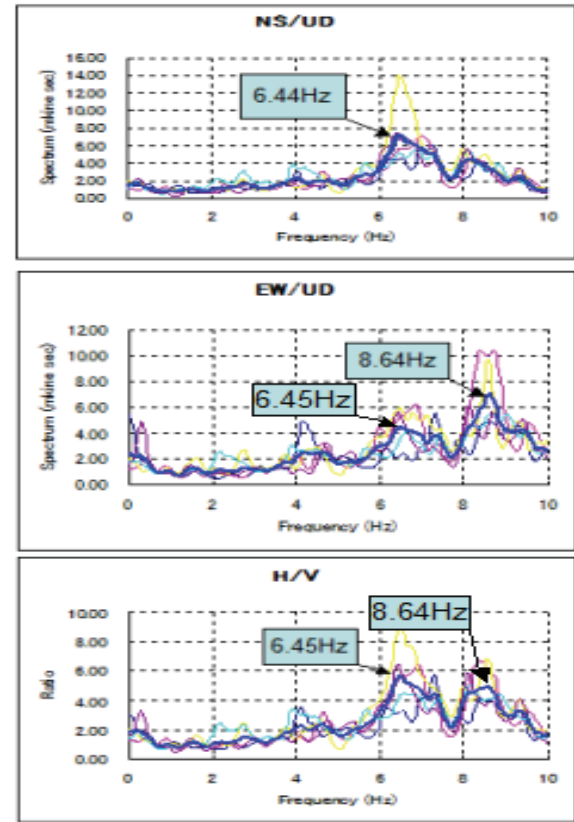 NS/UD
16.00
14.00
12.00
10.00
8.00
6.00
4.00
2.00
0.00
Spectrum (mkine sec)
6.44Hz
0 2 4 6 8 10
Frequency (Hz)
EW/UD
12.00
10.00
8.00
6.00
4.00
2.00
0.00
Spectrum (mkine sec)
8.64Hz
6.45Hz
0 2 4 6 8 10
Frequency (Hz)
H/V
10.00
8.00
6.00
4.00
2.00
0.00
Ratio
8.64Hz
6.45Hz
0 2 4 6 8 10
Frequency (Hz)